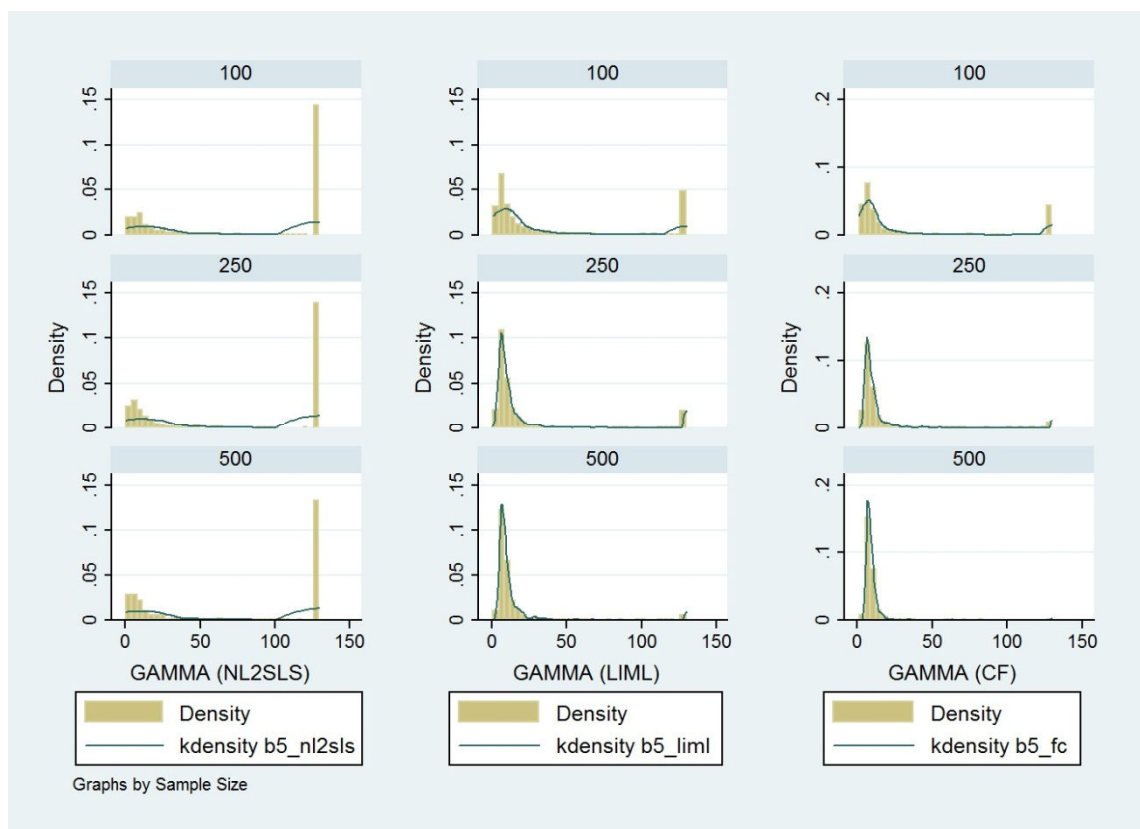 100
.15
.1
.05
0
250
.15
.1
.05
0
500
.15
.1
.05
0
0 50 100 150
Density
GAMMA (NL2SLS)
Density
kdensity b5_nl2sls
100
.15
.1
.05
0
250
.15
.1
.05
0
500
.15
.1
.05
0
0 50 100 150
Density
GAMMA (LIML)
Density
kdensity b5_liml
100
.2
.1
0
250
.2
.1
0
500
.2
.1
0
0 50 100 150
Density
GAMMA (CF)
Density
kdensity b5_fc
Graphs by Sample Size